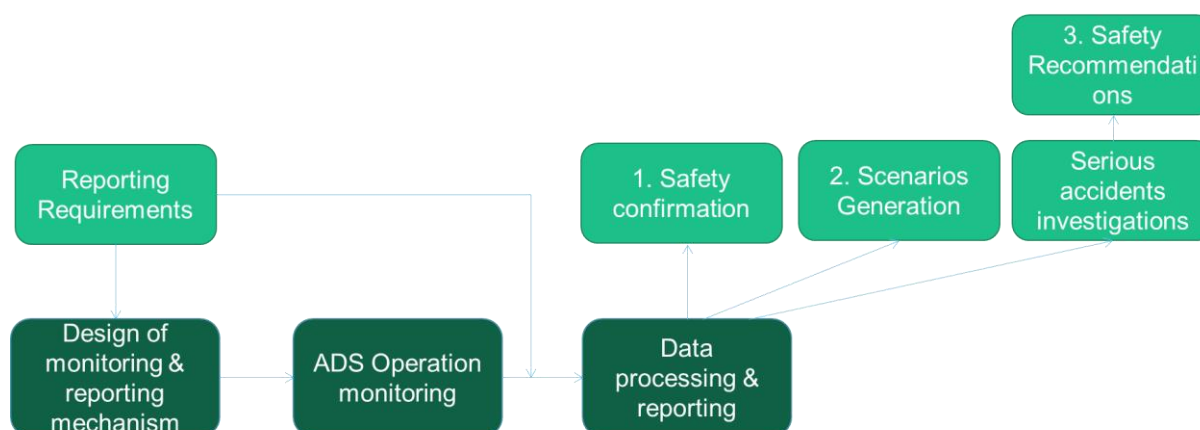 3. Safety
Recommendati
ons
Reporting
Requirements
1. Safety
confirmation
2. Scenarios
Generation
Serious
accidents
investigations
Design of
monitoring &
reporting
mechanism
ADS Operation
monitoring
Data
processing &
reporting